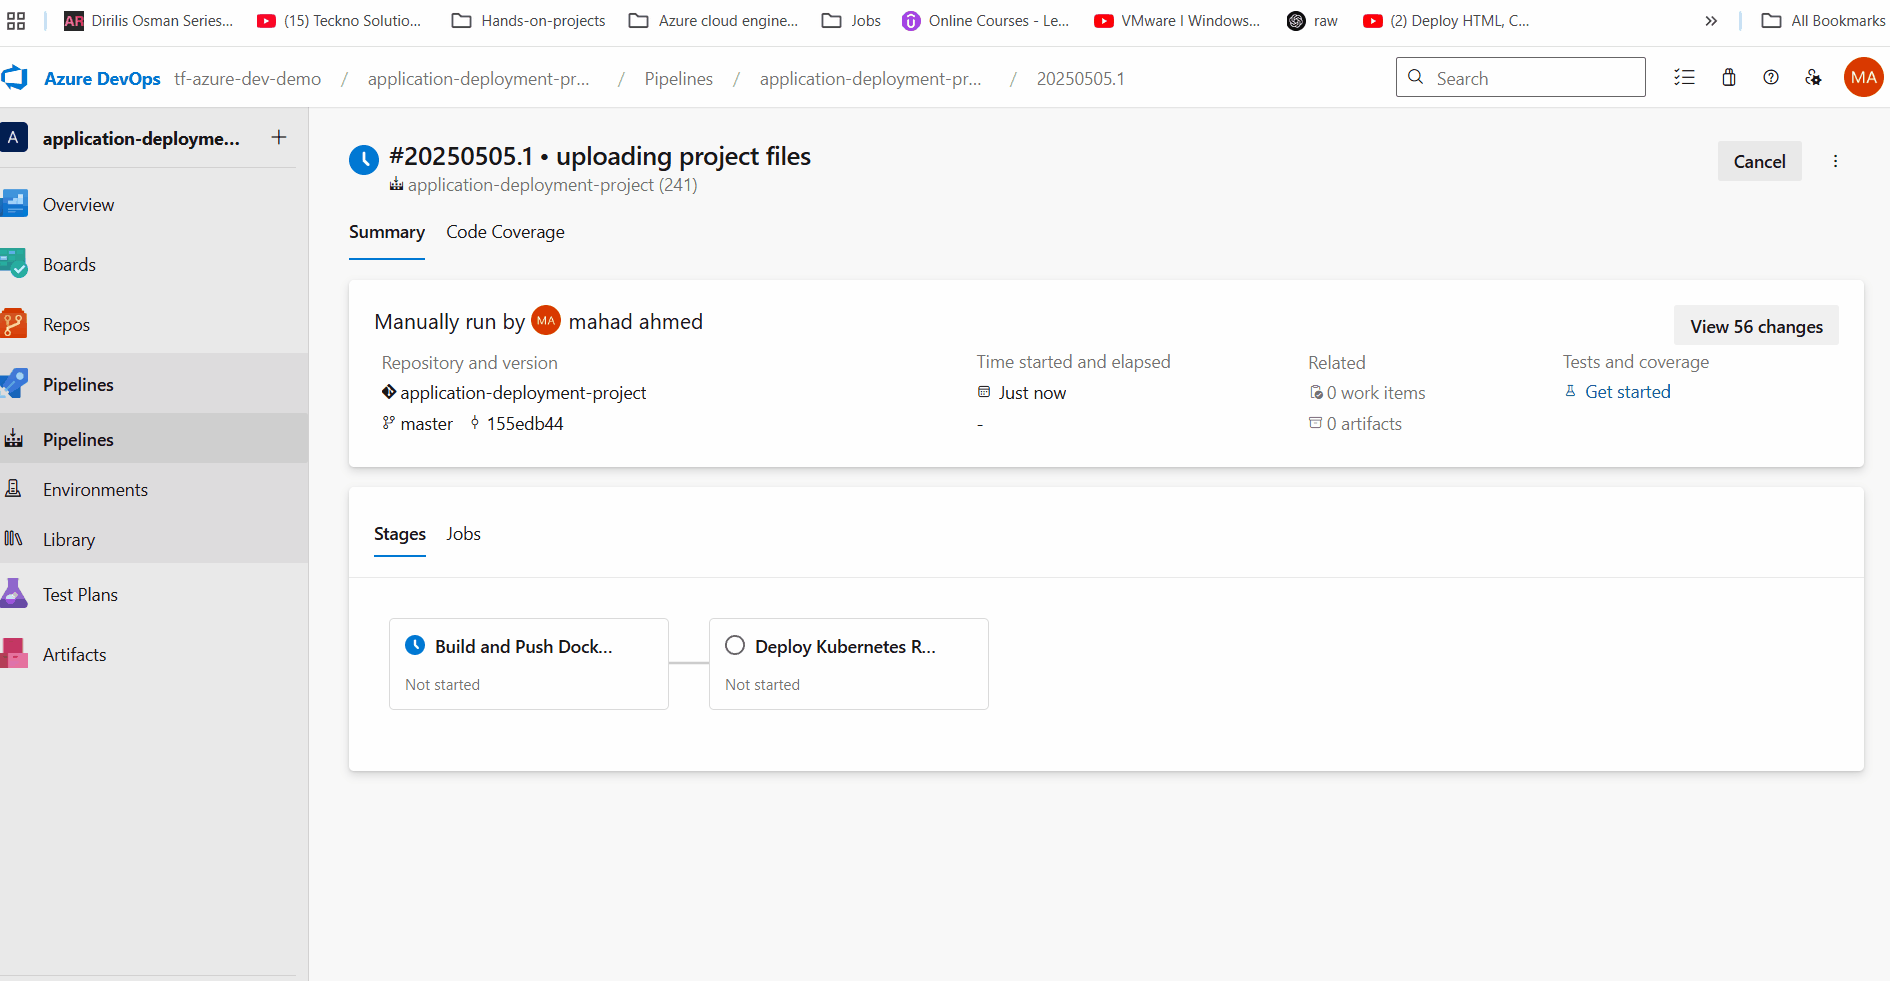 AR Dirilis Osman Series... (15) Teckno Solutio... Hands-on-projects Azure cloud engine... Jobs Online Courses - Le... VMware I Windows... raw (2) Deploy HTML, C... » All Bookmarks
Azure DevOps tf-azure-dev-demo / application-deployment-pr... / Pipelines / application-deployment-pr... / 20250505.1 Search MA
A application-deployme... +
Overview
Boards
Repos
Pipelines
Pipelines
Environments
Library
Test Plans
Artifacts
#20250505.1 • uploading project files
application-deployment-project (241)
Cancel
Summary Code Coverage
Manually run by MA mahad ahmed
View 56 changes
Repository and version
application-deployment-project
master 155edb44
Time started and elapsed
Just now
-
Related
0 work items
0 artifacts
Tests and coverage
Get started
Stages Jobs
Build and Push Dock...
Not started
Deploy Kubernetes R...
Not started